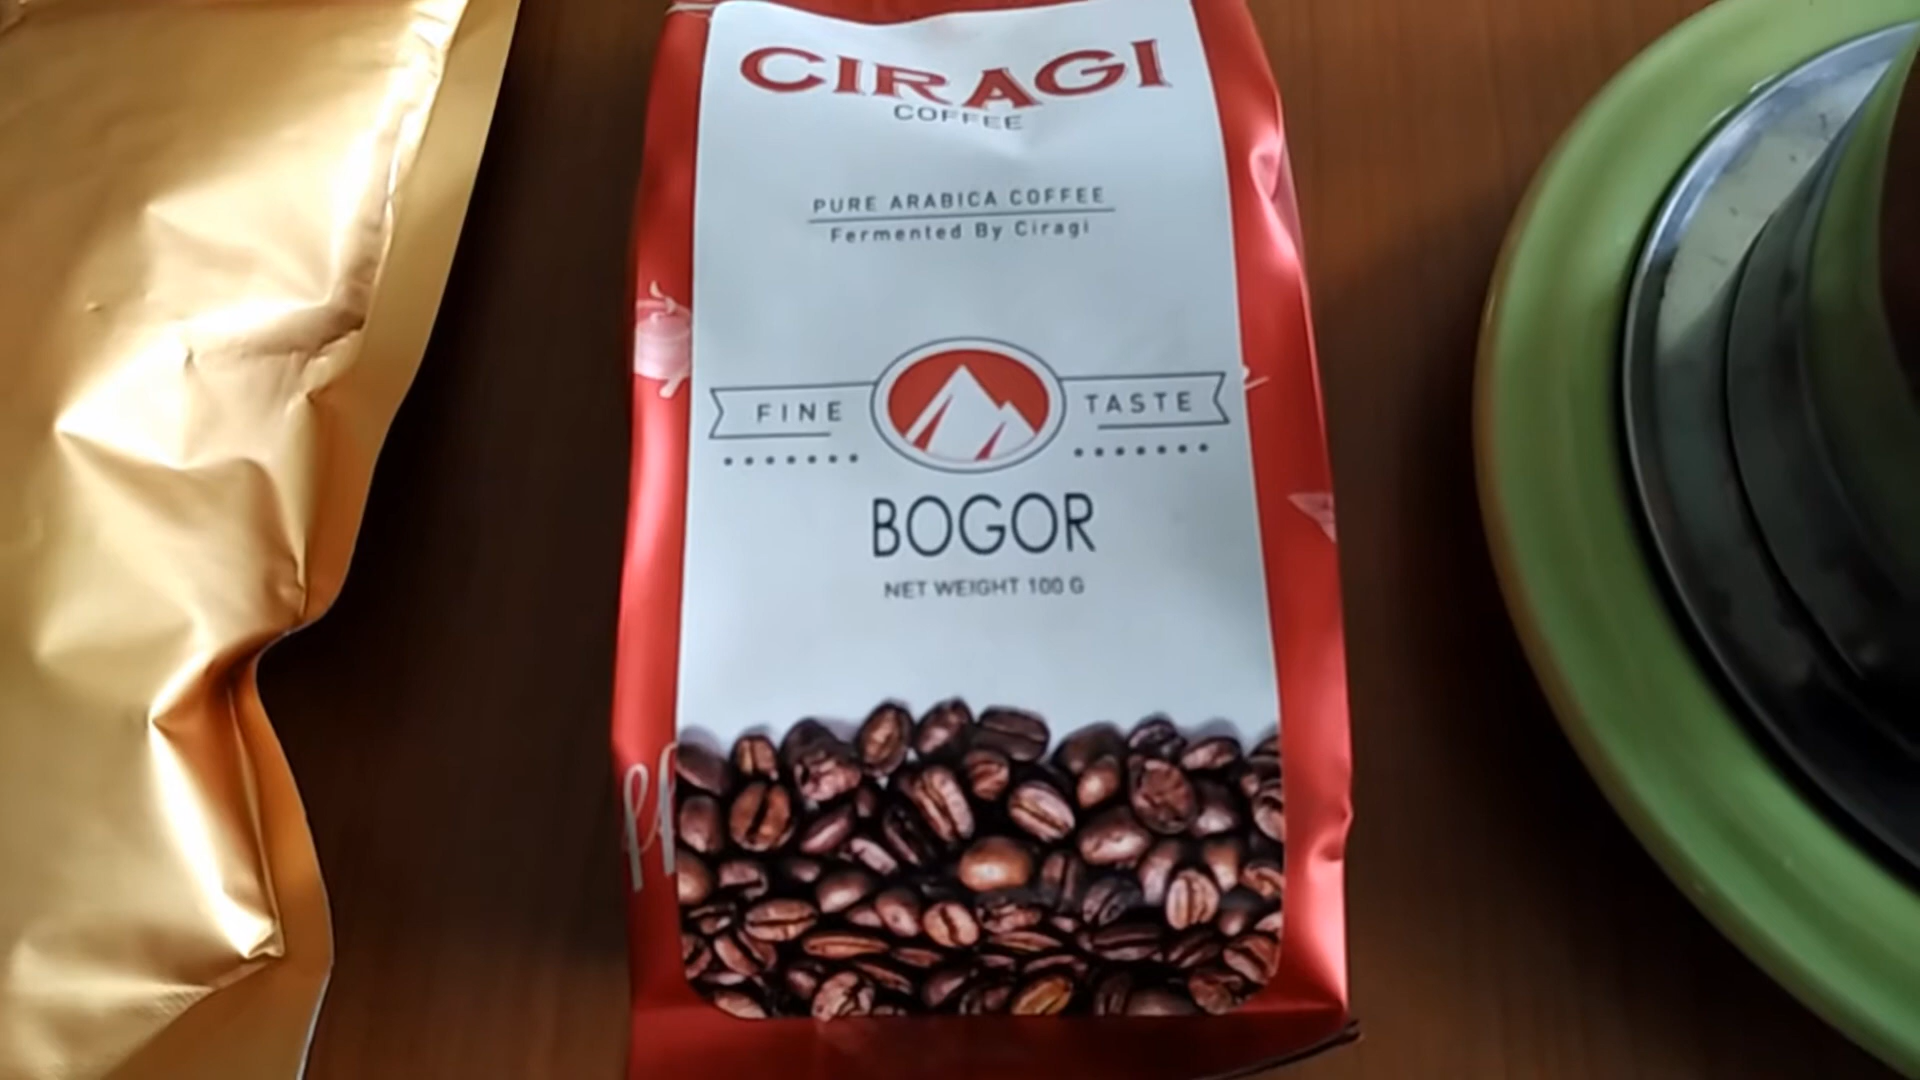 CIRAGI
COFFEE
PURE ARABICA COFFEE
Fermented By Ciragi
FINE TASTE
BOGOR
NET WEIGHT 100 G